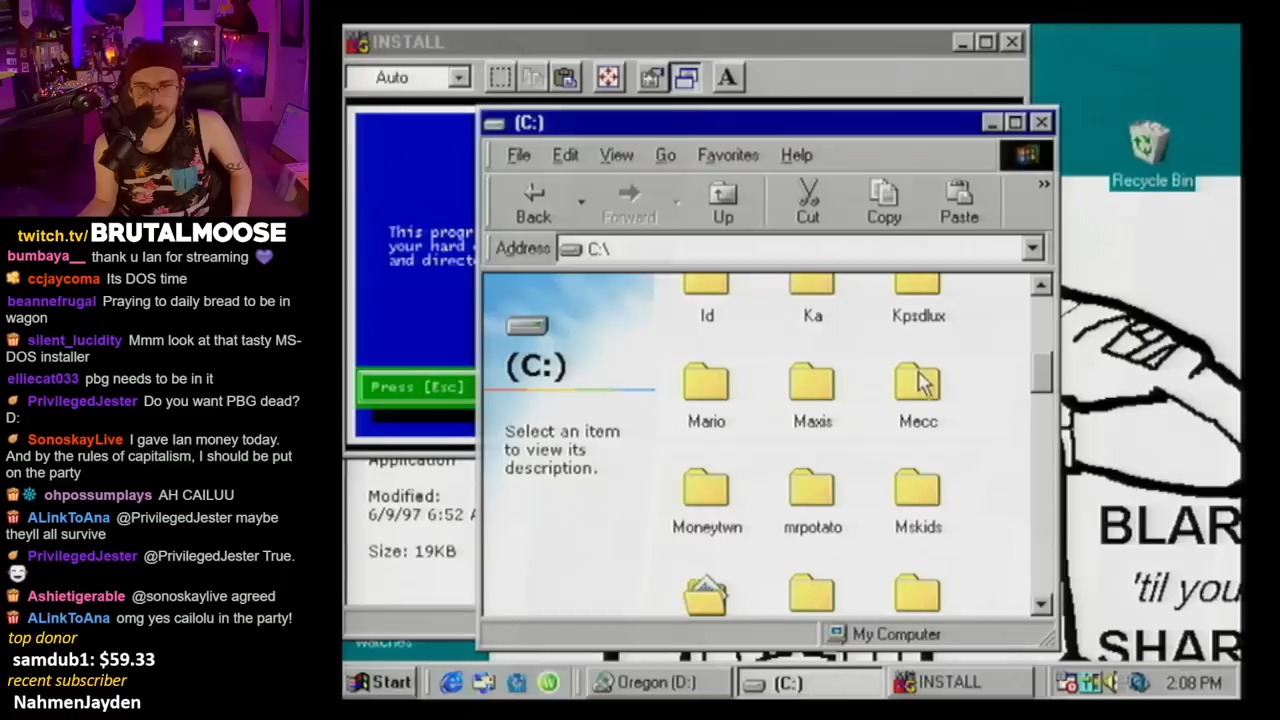 twitch.tv/BRUTALMOOSE
bumbaya__ thank u Ian for streaming
ccjaycoma Its DOS time
beannefrugal Praying to daily bread to be in
wagon
silent_lucidity Mmm look at that tasty MS-
DOS installer
elliecat033 pbg needs to be in it
PrivilegedJester Do you want PBG dead?
D:
SonoskayLive I gave Ian money today.
And by the rules of capitalism, I should be put
on the party
ohpossumplays AH CAILUU
ALinkToAna @PrivilegedJester maybe
theyll all survive
PrivilegedJester @PrivilegedJester True.
Ashietigerable @sonoskaylive agreed
ALinkToAna omg yes cailolu in the party!
top donor
samdub1: $59.33
recent subscriber
NahmenJayden
INSTALL
Auto
A
This progr
your hard
and direct
Press [Esc]
Application
Modified:
6/9/97 6:52
Size: 19KB
(C:)
File Edit View Go Favorites Help
Back Forward Up Cut Copy Paste
Address C:\
(C:)
Select an item
to view its
description.
Id Ka Kpsdlux
Mario Maxis Mecc
Moneytwn mrpotato Mskids
My Computer
Recycle Bin
BLAR
'til you
SHAR
Start Oregon (D:) (C:) INSTALL 2:08 PM